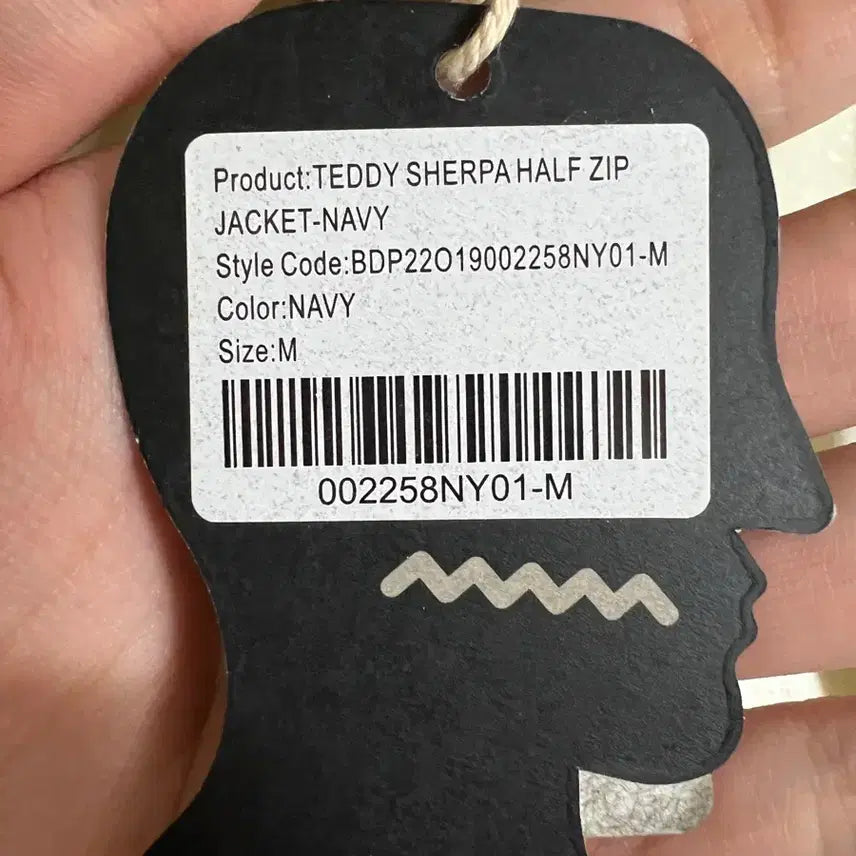 Product:TEDDY SHERPA HALF ZIP
JACKET-NAVY
Style Code:BDP22O19002258NY01-M
Color:NAVY
Size:M
002258NY01-M